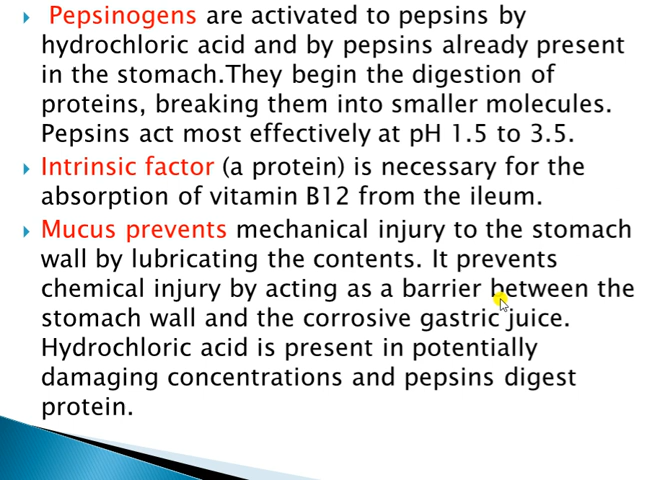 Pepsinogens are activated to pepsins by
hydrochloric acid and by pepsins already present
in the stomach.They begin the digestion of
proteins, breaking them into smaller molecules.
Pepsins act most effectively at pH 1.5 to 3.5.
Intrinsic factor (a protein) is necessary for the
absorption of vitamin B12 from the ileum.
Mucus prevents mechanical injury to the stomach
wall by lubricating the contents. It prevents
chemical injury by acting as a barrier between the
stomach wall and the corrosive gastric juice.
Hydrochloric acid is present in potentially
damaging concentrations and pepsins digest
protein.